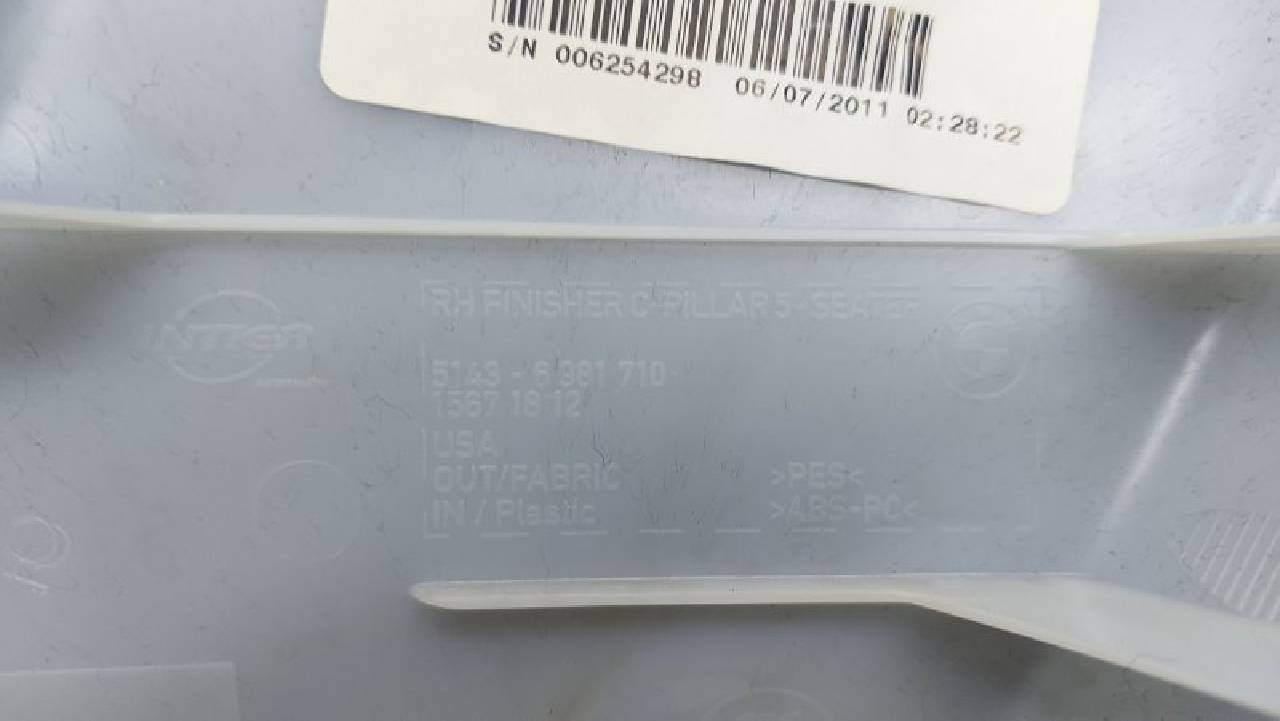 S/N 006254298 06/07/2011 02:28:22
INTIER
RH FINISHER C-PILLAR 5-SEATER
G
5143 - 6 981 710
1567 18 12
USA
OUT/FABRIC >PES<
IN / Plastic >ABS-PC<